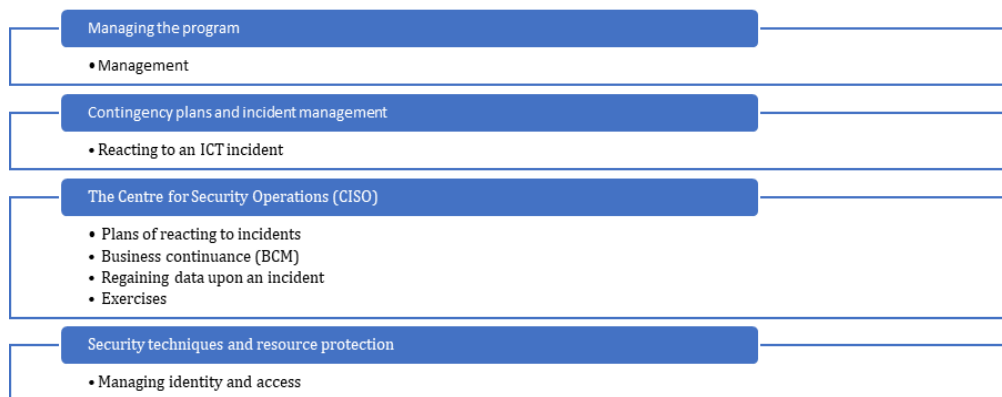 Managing the program
• Management
Contingency plans and incident management
• Reacting to an ICT incident
The Centre for Security Operations (CISO)
• Plans of reacting to incidents
• Business continuance (BCM)
• Regaining data upon an incident
• Exercises
Security techniques and resource protection
• Managing identity and access